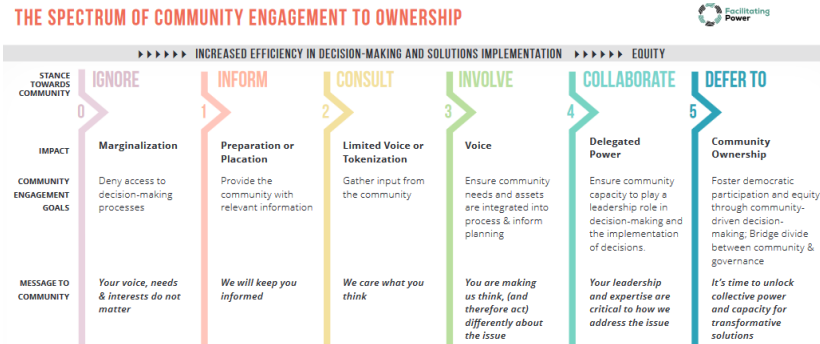 THE SPECTRUM OF COMMUNITY ENGAGEMENT TO OWNERSHIP
Facilitating
Power
INCREASED EFFICIENCY IN DECISION-MAKING AND SOLUTIONS IMPLEMENTATION EQUITY
STANCE
TOWARDS
COMMUNITY
IGNORE
INFORM
CONSULT
INVOLVE
COLLABORATE
DEFER TO
0
1
2
3
4
5
IMPACT
Marginalization
Preparation or
Placation
Limited Voice or
Tokenization
Voice
Delegated
Power
Community
Ownership
COMMUNITY
ENGAGEMENT
GOALS
Deny access to
decision-making
processes
Provide the
community with
relevant information
Gather input from
the community
Ensure community
needs and assets
are integrated into
process & inform
planning
Ensure community
capacity to play a
leadership role in
decision-making and
the implementation
of decisions.
Foster democratic
participation and equity
through community-
driven decision-
making; Bridge divide
between community &
governance
MESSAGE TO
COMMUNITY
Your voice, needs
& interests do not
matter
We will keep you
informed
We care what you
think
You are making
us think, (and
therefore act)
differently about
the issue
Your leadership
and expertise are
critical to how we
address the issue
It's time to unlock
collective power
and capacity for
transformative
solutions